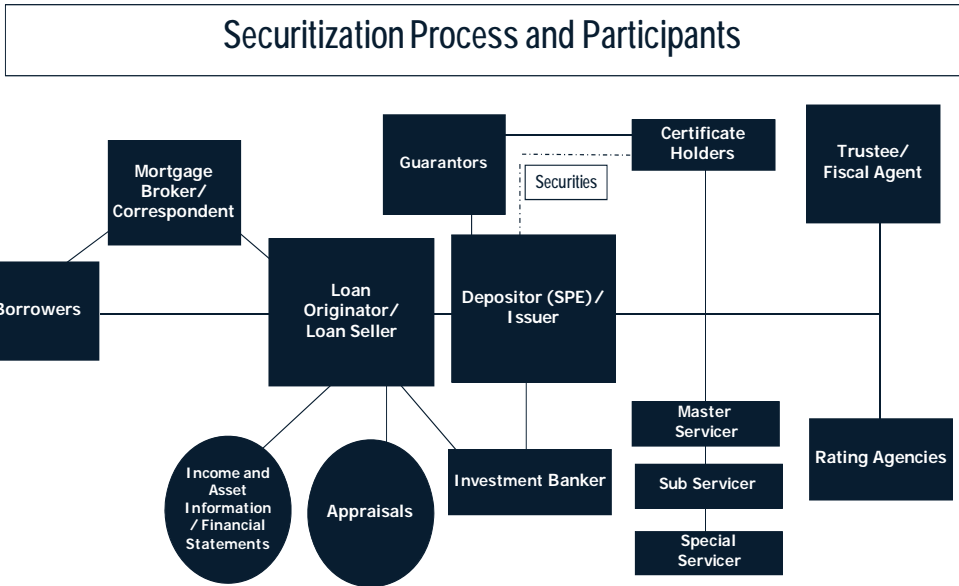 Securitization Process and Participants
Mortgage
Broker/
Correspondent
Guarantors
Securities
Certificate
Holders
Trustee/
Fiscal Agent
Borrowers
Loan
Originator/
Loan Seller
Depositor (SPE)/
Issuer
Income and
Asset
Information
/ Financial
Statements
Appraisals
Investment Banker
Master
Servicer
Sub Servicer
Special
Servicer
Rating Agencies